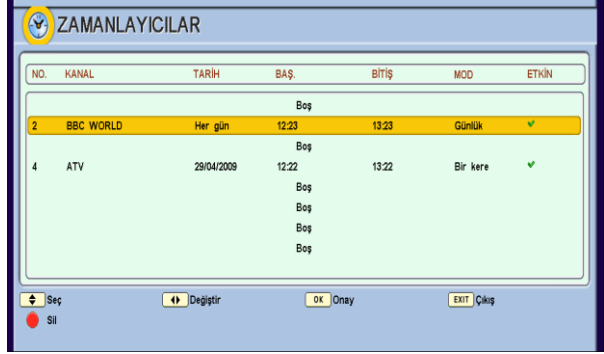 ZAMANLAYICILAR
NO. KANAL TARİH BAŞ. BİTİŞ MOD ETKİN
Boş
2 BBC WORLD Her gün 12:23 13:23 Günlük
Boş
4 ATV 29/04/2009 12:22 13:22 Bir kere
Boş
Boş
Boş
Boş
Seç Değiştir OK Onay EXIT Çıkış
Sil